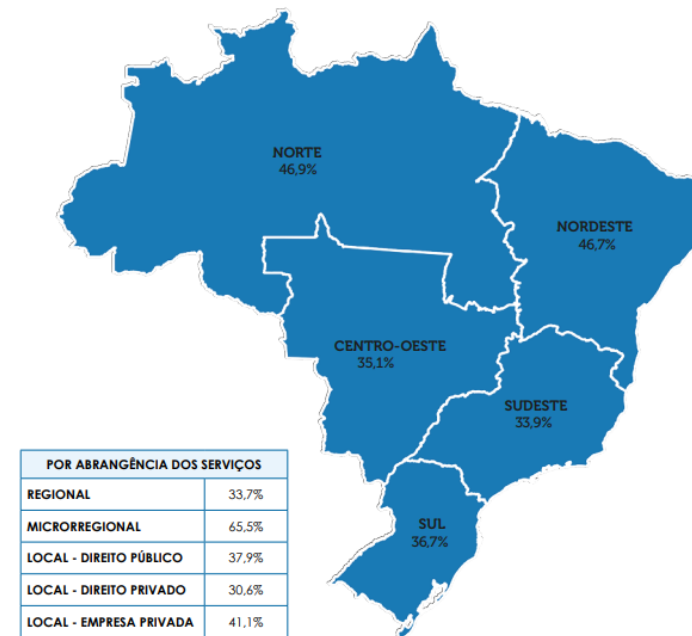 NORTE
46,9%
NORDESTE
46,7%
CENTRO-OESTE
35,1%
SUDESTE
33,9%
SUL
36,7%
POR ABRANGÊNCIA DOS SERVIÇOS
REGIONAL 33,7%
MICRORREGIONAL 65,5%
LOCAL - DIREITO PÚBLICO 37,9%
LOCAL - DIREITO PRIVADO 30,6%
LOCAL - EMPRESA PRIVADA 41,1%